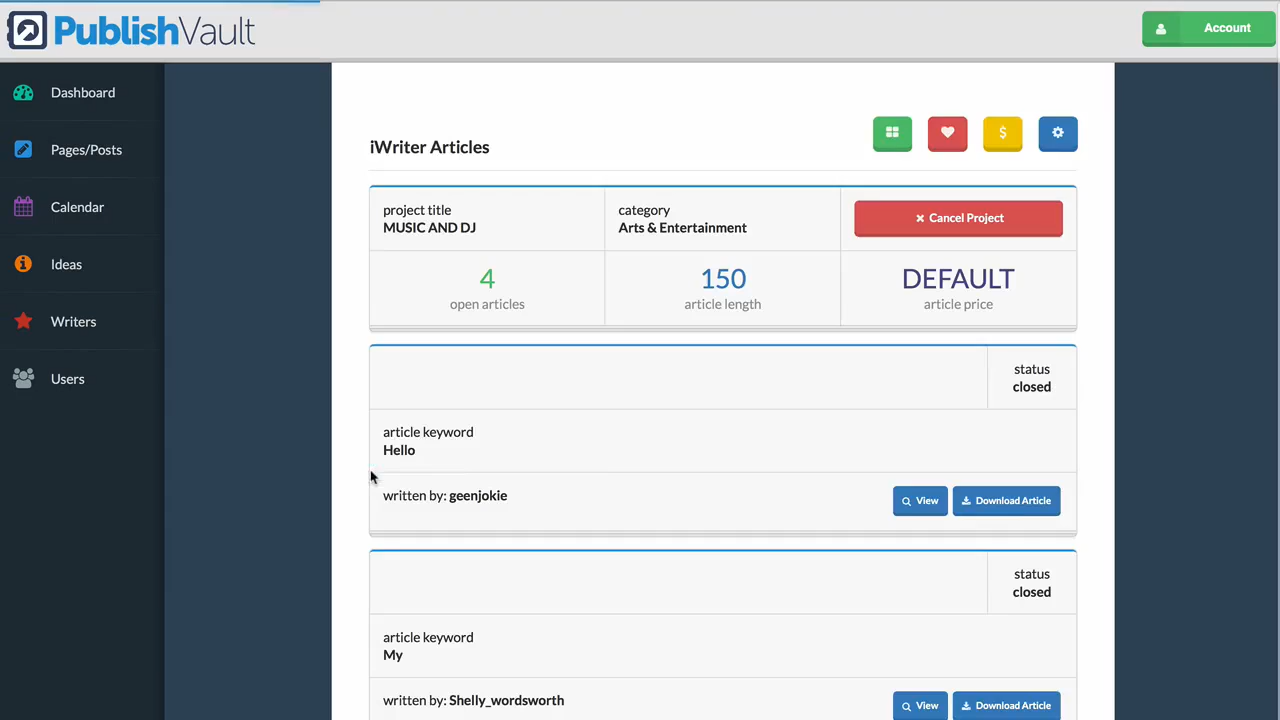 PublishVault
Account
Dashboard
Pages/Posts
Calendar
Ideas
Writers
Users
iWriter Articles
$
project title
MUSIC AND DJ
category
Arts & Entertainment
Cancel Project
4
open articles
150
article length
DEFAULT
article price
status
closed
article keyword
Hello
written by: geenjokie
View
Download Article
status
closed
article keyword
My
written by: Shelly_wordsworth
View
Download Article